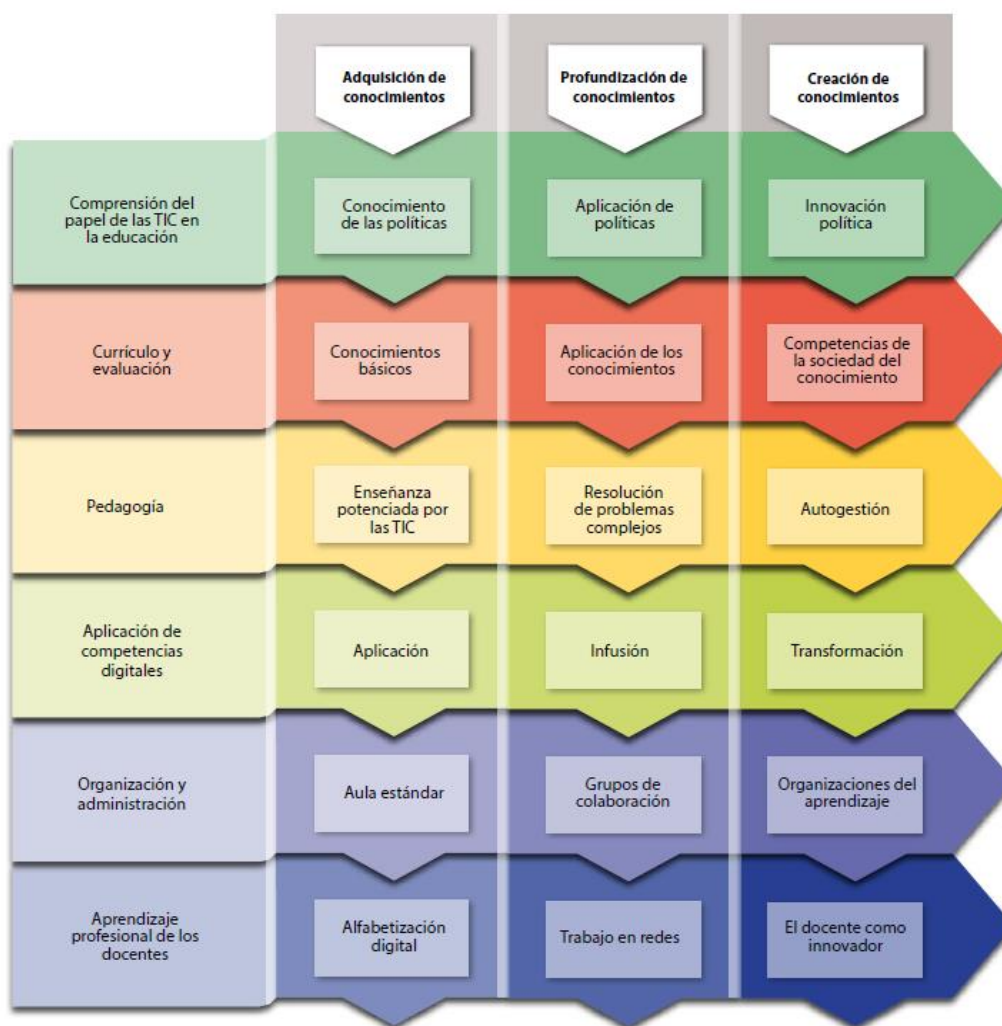 Adquisición de
conocimientos
Profundización de
conocimientos
Creación de
conocimientos
Comprensión del
papel de las TIC en
la educación
Conocimiento
de las políticas
Aplicación de
políticas
Innovación
política
Currículo y
evaluación
Conocimientos
básicos
Aplicación de los
conocimientos
Competencias de
la sociedad del
conocimiento
Pedagogía
Enseñanza
potenciada por
las TIC
Resolución
de problemas
complejos
Autogestión
Aplicación de
competencias
digitales
Aplicación
Infusión
Transformación
Organización y
administración
Aula estándar
Grupos de
colaboración
Organizaciones del
aprendizaje
Aprendizaje
profesional de los
docentes
Alfabetización
digital
Trabajo en redes
El docente como
innovador